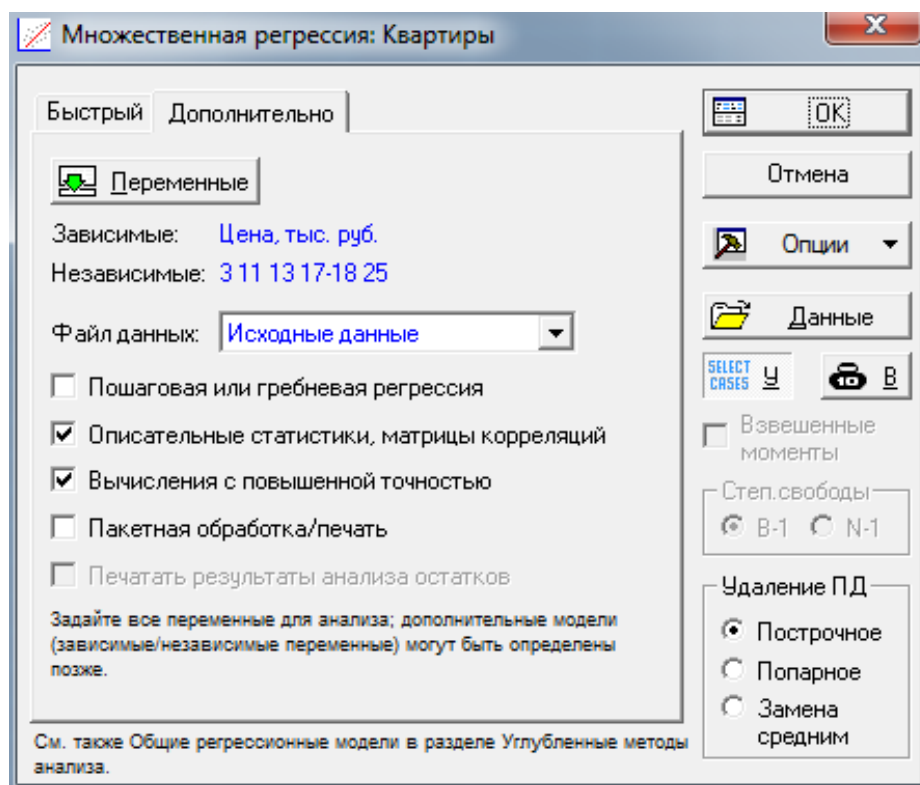 Множественная регрессия: Квартиры
Быстрый
Дополнительно
Переменные
Зависимые: Цена, тыс. руб.
Независимые: 3 11 13 17-18 25
Файл данных: Исходные данные
Пошаговая или гребневая регрессия
Описательные статистики, матрицы корреляций
Вычисления с повышенной точностью
Пакетная обработка/печать
Печатать результаты анализа остатков
Задайте все переменные для анализа; дополнительные модели
(зависимые/независимые переменные) могут быть определены
позже.
См. также Общие регрессионные модели в разделе Углубленные методы
анализа.
OK
Отмена
Опции
Данные
SELECT
CASES
У
В
Взвешенные
моменты
Степ.свободы
В-1
N-1
Удаление ПД
Построчное
Попарное
Замена
средним